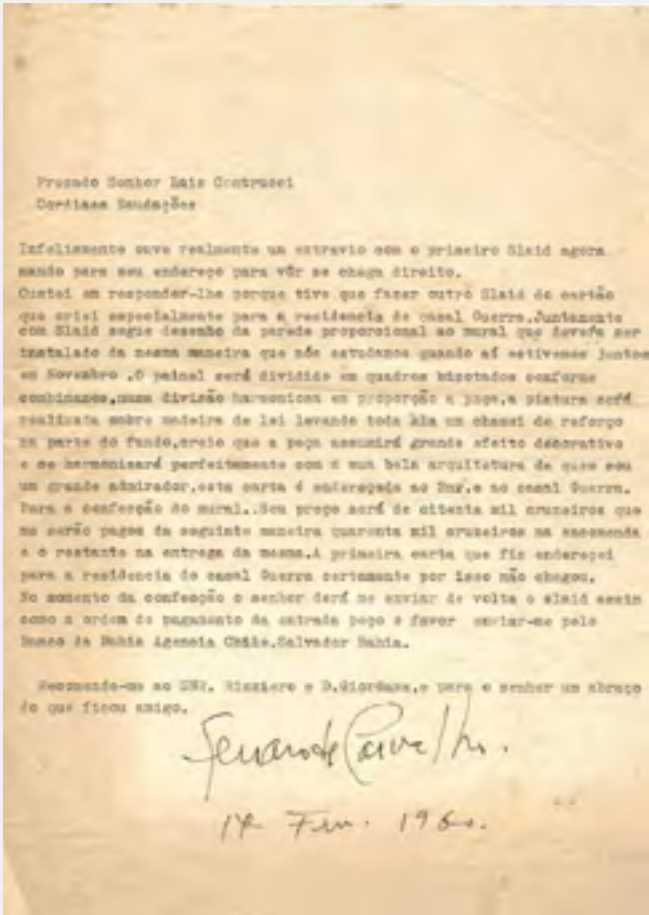 Prezado Senhor Luis Contrucci
Cordiaes Saudações
Infelismente ouve realmente um extravio com o primeiro Slaid agora
mando para seu endereço para vêr se chega direito.
Custei em responder-lhe porque tive que fazer outro Slaid do cartão
que criei especialmente para a residencia do casal Guerra.Juntamente
com Slaid segue desenho da parede proporcional ao mural que ser
instalado da mesma maneira que nós estudamos quando aí estivemos juntos
em Novembro .O painel será dividido em quadros bizotados conforme
combinamos,numa divisão harmoniosa em proporção a peça,a pintura será
realizada sobre madeira de lei levando toda um chassi de reforço
na parte do fundo,creio que a peça assumirá grande efeito decorativo
e se harmonisará perfeitamente com a sua bela arquitetura de quem sou
um grande admirador,esta carta é endereçada ao Snr.e ao casal Guerra.
Para a confecção do mural..Seu preço será de oitenta mil cruzeiros que
me serão pagos da seguinte maneira quarenta mil cruzeiros na encomenda
e o restante na entrega da mesma.A primeira carta que fiz endereçei
para a residencia do casal Guerra certamente por isso não chegou.
No momento da confecção o senhor me enviar de volta o slaid assim
como a ordem de pagamento da entrada peço o favor enviar-me pelo
Banco da Bahia Agencia Chile.Salvador Bahia.
Recomende-me ao SNR. Rizziero e D.Giordana,e para o senhor um abraço
do que ficou amigo.
Genaro de Carvalho.
1960.